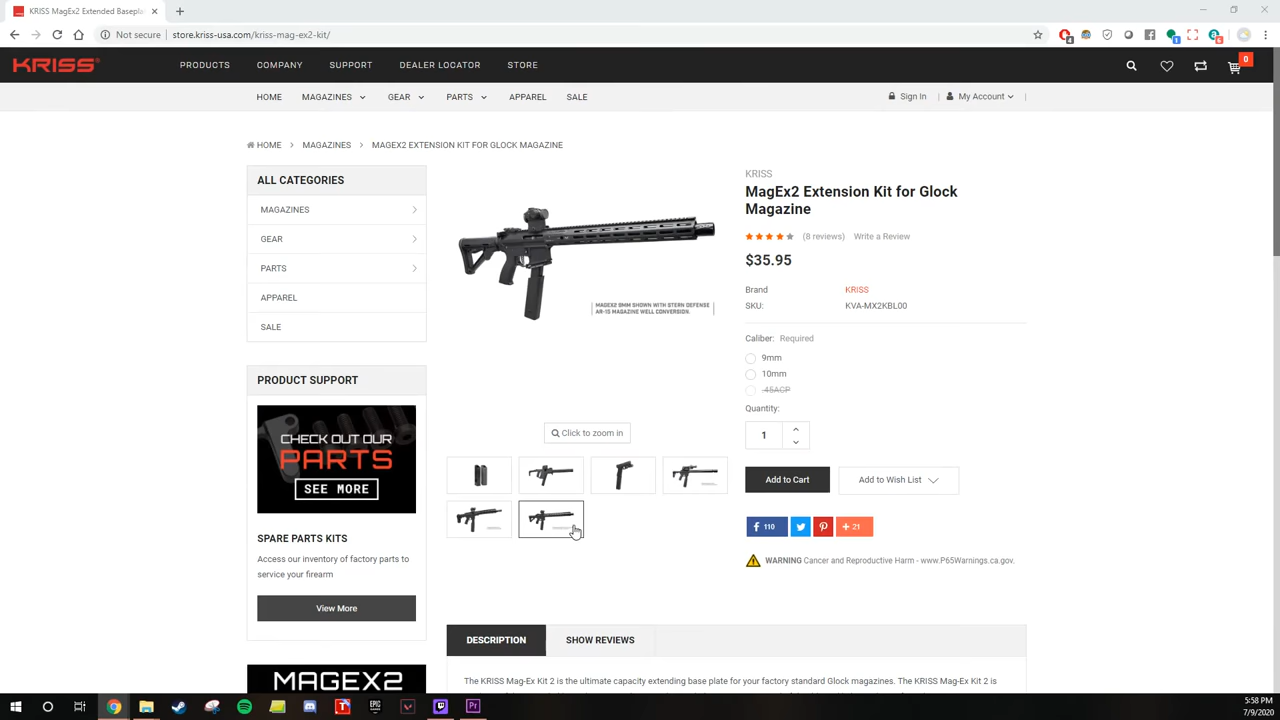 KRISS MagEx2 Extended Basepla
Not secure | store.kriss-usa.com/kriss-mag-ex2-kit/
KRISS
PRODUCTS COMPANY SUPPORT DEALER LOCATOR STORE
0
HOME MAGAZINES GEAR PARTS APPAREL SALE
Sign In | My Account |
HOME > MAGAZINES > MAGEX2 EXTENSION KIT FOR GLOCK MAGAZINE
ALL CATEGORIES
MAGAZINES
GEAR
PARTS
APPAREL
SALE
PRODUCT SUPPORT
CHECK OUT OUR
PARTS
SEE MORE
SPARE PARTS KITS
Access our inventory of factory parts to
service your firearm
View More
MAGEX2
MAGEX2 9MM SHOWN WITH STERN DEFENSE
AR-15 MAGAZINE WELL CONVERSION.
Click to zoom in
KRISS
MagEx2 Extension Kit for Glock
Magazine
(8 reviews) Write a Review
$35.95
Brand KRISS
SKU: KVA-MX2KBL00
Caliber: Required
9mm
10mm
.45ACP
Quantity:
1
Add to Cart Add to Wish List
110 21
WARNING Cancer and Reproductive Harm - www.P65Warnings.ca.gov.
DESCRIPTION SHOW REVIEWS
The KRISS Mag-Ex Kit 2 is the ultimate capacity extending base plate for your factory standard Glock magazines. The KRISS Mag-Ex Kit 2 is
5:58 PM
7/9/2020